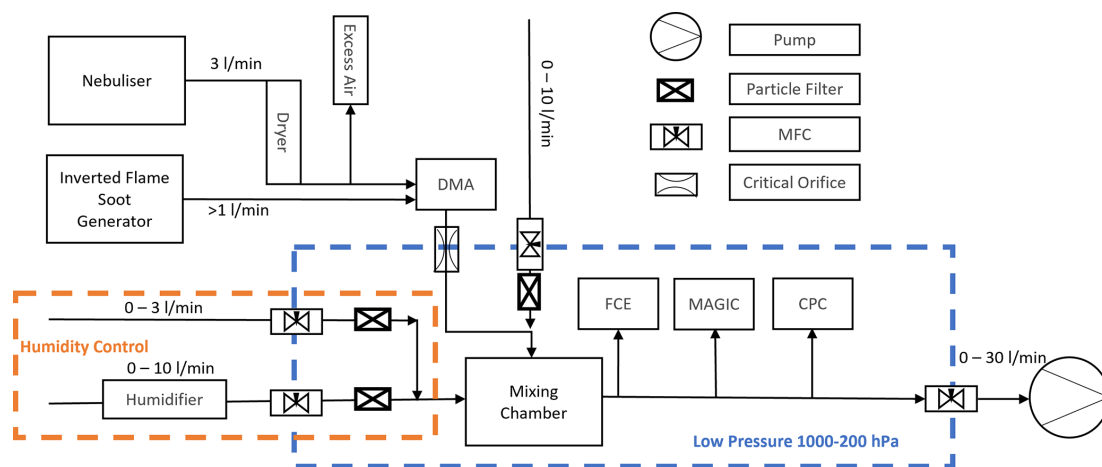 Nebuliser
3 l/min
Dryer
Excess Air
0 – 10 l/min
Pump
Particle Filter
MFC
Critical Orifice
Inverted Flame
Soot
Generator
>1 l/min
DMA
0 – 3 l/min
Humidity Control
0 – 10 l/min
Humidifier
Mixing
Chamber
FCE
MAGIC
CPC
0 – 30 l/min
Low Pressure 1000-200 hPa